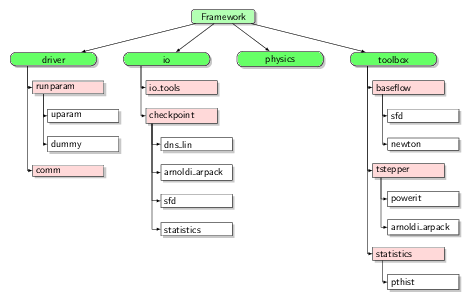 Framework
driver
io
physics
toolbox
runparam
uparam
dummy
comm
io_tools
checkpoint
dns_lin
arnoldi_arpack
sfd
statistics
baseflow
sfd
newton
tstepper
powerit
arnoldi_arpack
statistics
pthist